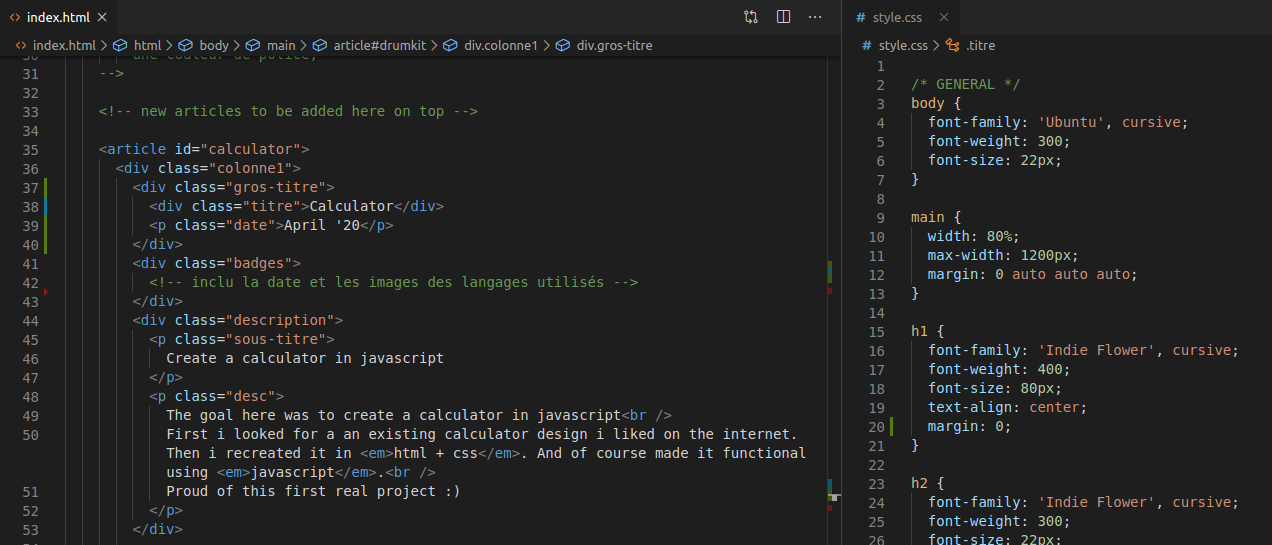 index.html
index.html > html > body > main > article#drumkit > div.colonne1 > div.gros-titre
30 une couleur de police,
31 -->
32
33 <!-- new articles to be added here on top -->
34
35 <article id="calculator">
36 <div class="colonne1">
37 <div class="gros-titre">
38 <div class="titre">Calculator</div>
39 <p class="date">April '20</p>
40 </div>
41 <div class="badges">
42 <!-- inclu la date et les images des langages utilisés -->
43 </div>
44 <div class="description">
45 <p class="sous-titre">
46 Create a calculator in javascript
47 </p>
48 <p class="desc">
49 The goal here was to create a calculator in javascript<br />
50 First i looked for a an existing calculator design i liked on the internet.
Then i recreated it in <em>html + css</em>. And of course made it functional
using <em>javascript</em>.<br />
51 Proud of this first real project :)
52 </p>
53 </div>
# style.css
# style.css > .titre
1
2 /* GENERAL */
3 body {
4 font-family: 'Ubuntu', cursive;
5 font-weight: 300;
6 font-size: 22px;
7 }
8
9 main {
10 width: 80%;
11 max-width: 1200px;
12 margin: 0 auto auto auto;
13 }
14
15 h1 {
16 font-family: 'Indie Flower', cursive;
17 font-weight: 400;
18 font-size: 80px;
19 text-align: center;
20 margin: 0;
21 }
22
23 h2 {
24 font-family: 'Indie Flower', cursive;
25 font-weight: 300;
26 font-size: 22px;